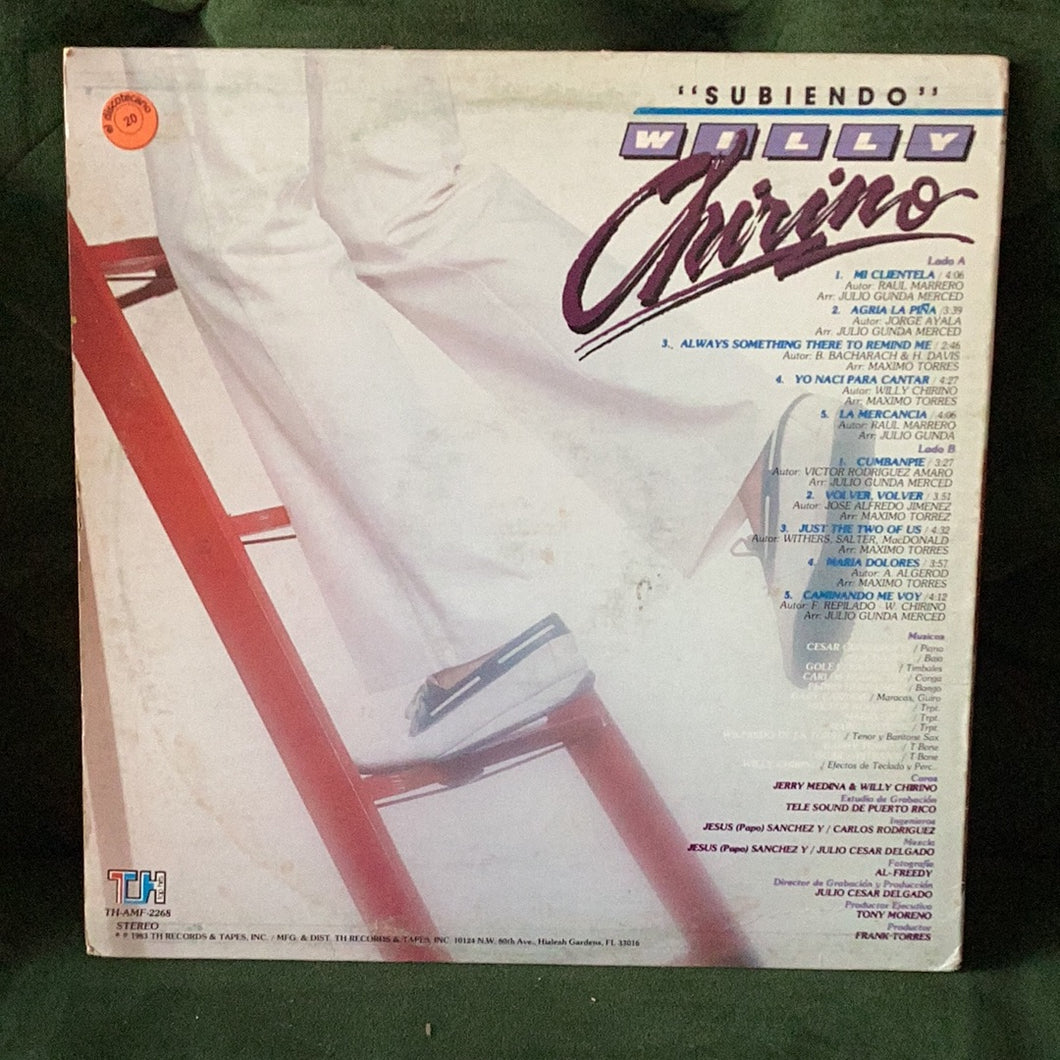 el discotecano
20
"SUBIENDO"
WILLY
Chirino
Lado A
1. MI CLIENTELA / 4:06
Autor: RAUL MARRERO
Arr: JULIO GUNDA MERCED
2. AGRIA LA PIÑA /3:39
Autor: JORGE AYALA
Arr. JULIO GUNDA MERCED
3., ALWAYS SOMETHING THERE TO REMIND ME / 2:46
Autor: B. BACHARACH & H. DAVIS
Arr: MAXIMO TORRES
4. YO NACI PARA CANTAR / 4:27
Autor: WILLY CHIRINO
Arr: MAXIMO TORRES
5. LA MERCANCIA / 4:06
Autor: RAUL MARRERO
Arr: JULIO GUNDA
Lado B
1. CUMBANPIE / 3:27
Autor: VICTOR RODRIGUEZ AMARO
Arr: JULIO GUNDA MERCED
2. VOLVER, VOLVER / 3:51
Autor: JOSE ALFREDO JIMENEZ
Arr: MAXIMO TORREZ
3. JUST THE TWO OF US / 4:32
Autor: WITHERS, SALTER, MacDONALD
Arr: MAXIMO TORRES
4. MARIA DOLORES / 3:57
Autor: A. ALGEROD
Arr: MAXIMO TORRES
5. CAMINANDO ME VOY /4:12
Autor: F. REPILADO - W. CHIRINO
Arr: JULIO GUNDA MERCED
Musicos
CESAR / Piano
/ Bajo
GOLE / Timbales
/ Conga
/ Bongo
/ Maracas, Guiro
/ Trpt.
/ Trpt.
/ Trpt.
/ Tenor y Baritone Sax
/ T Bone
/ T Bone
WILLY CHIRINO / Efectos de Teclado y Perc.
Coros
JERRY MEDINA & WILLY CHIRINO
Estudio de Grabación
TELE SOUND DE PUERTO RICO
Ingenieros
JESUS (Papo) SANCHEZ Y / CARLOS RODRIGUEZ
Mezcla
JESUS (Papo) SANCHEZ Y / JULIO CESAR DELGADO
Fotografia
AL-FREEDY
Director de Grabación y Producción
JULIO CESAR DELGADO
Productor Ejecutivo
TONY MORENO
Productor
FRANK TORRES
TH
TH-AMF-2268
STEREO
© ℗ 1983 TH RECORDS & TAPES, INC. / MFG. & DIST. TH RECORDS & TAPES, INC. 10124 N.W. 80th Ave., Hialeah Gardens, FL 33016